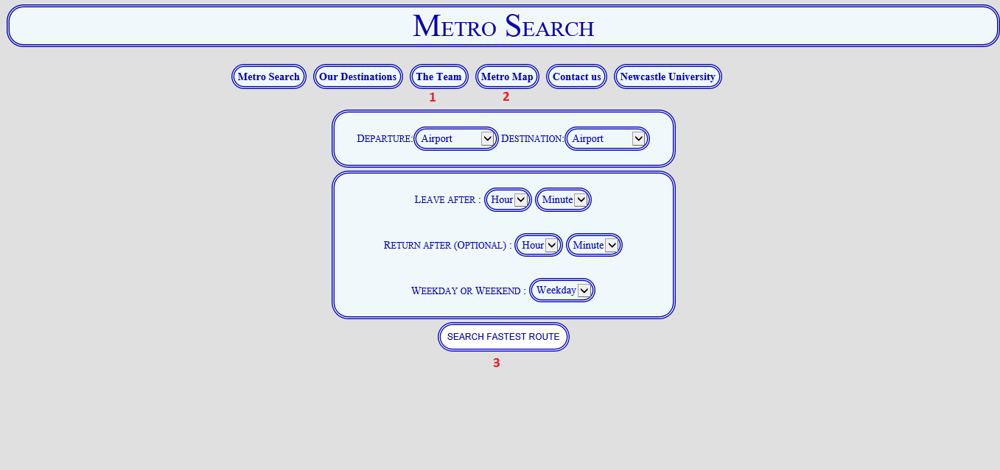 Metro Search
Metro Search Our Destinations The Team Metro Map Contact us Newcastle University
1 2
Departure: Airport Destination: Airport
Leave after : Hour Minute
Return after (Optional) : Hour Minute
Weekday or Weekend : Weekday
SEARCH FASTEST ROUTE
3